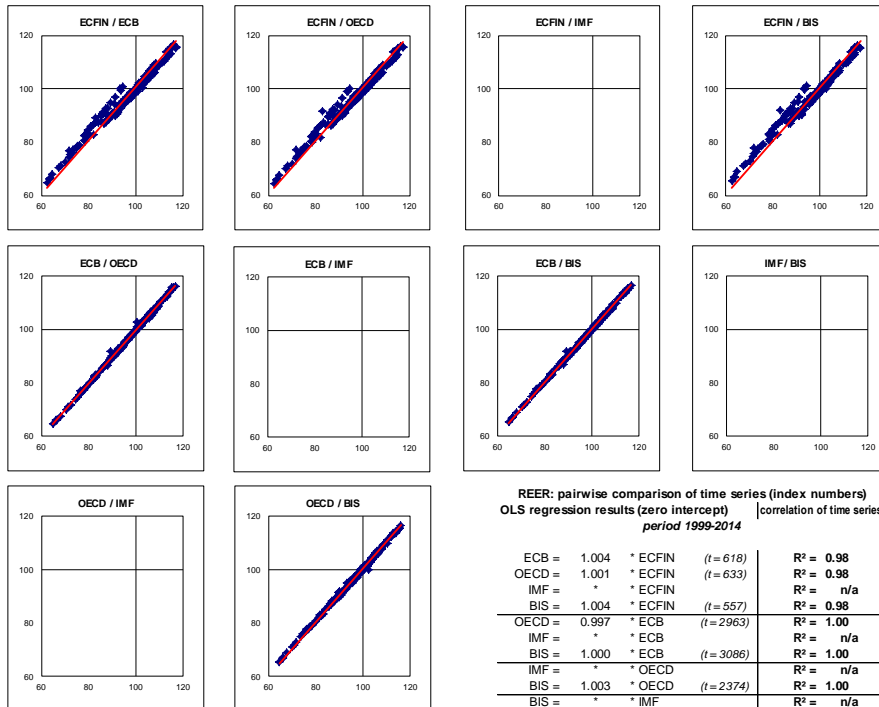 ECFIN / ECB
120
100
80
60
60 80 100 120
ECFIN / OECD
120
100
80
60
60 80 100 120
ECFIN / IMF
120
100
80
60
60 80 100 120
ECFIN / BIS
120
100
80
60
60 80 100 120
ECB / OECD
120
100
80
60
60 80 100 120
ECB / IMF
120
100
80
60
60 80 100 120
ECB / BIS
120
100
80
60
60 80 100 120
IMF / BIS
120
100
80
60
60 80 100 120
OECD / IMF
120
100
80
60
40 60 80 100 120
OECD / BIS
120
100
80
60
40 60 80 100 120
REER: pairwise comparison of time series (index numbers)
OLS regression results (zero intercept) correlation of time series
period 1999-2014
ECB = 1.004 * ECFIN (t = 618) R² = 0.98
OECD = 1.001 * ECFIN (t = 633) R² = 0.98
IMF = * * ECFIN R² = n/a
BIS = 1.004 * ECFIN (t = 557) R² = 0.98
OECD = 0.997 * ECB (t = 2963) R² = 1.00
IMF = * * ECB R² = n/a
BIS = 1.000 * ECB (t = 3086) R² = 1.00
IMF = * * OECD R² = n/a
BIS = 1.003 * OECD (t = 2374) R² = 1.00
BIS = * * IMF R² = n/a